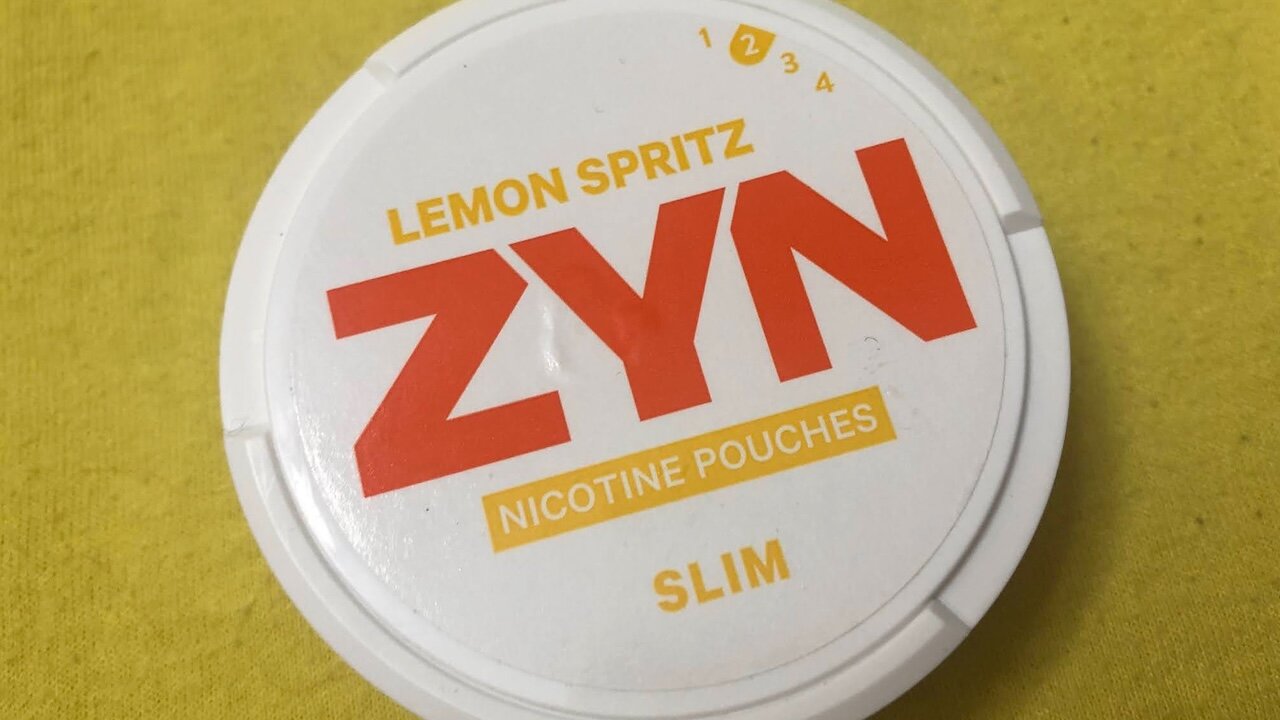 1 2 3 4
LEMON SPRITZ
ZYN
NICOTINE POUCHES
SLIM